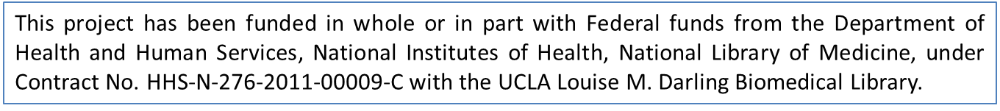 This project has been funded in whole or in part with Federal funds from the Department of
Health and Human Services, National Institutes of Health, National Library of Medicine, under
Contract No. HHS-N-276-2011-00009-C with the UCLA Louise M. Darling Biomedical Library.